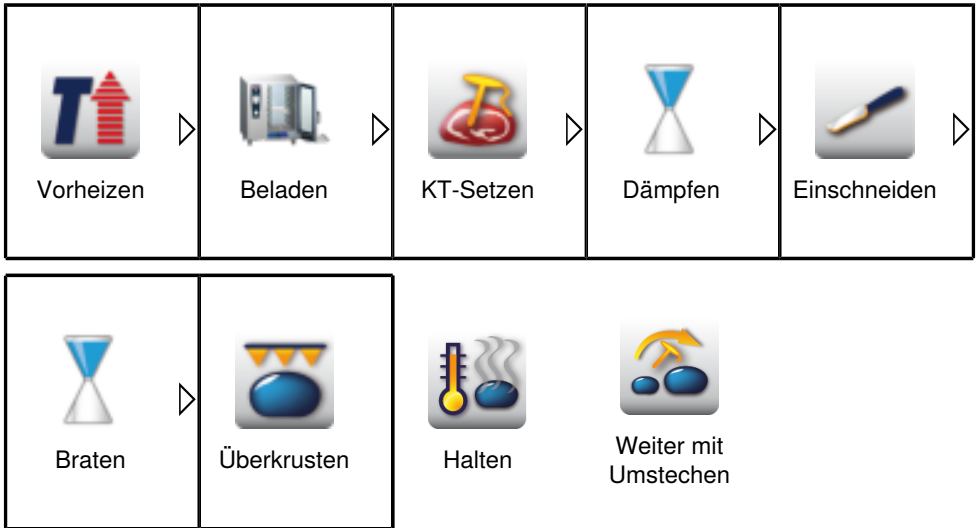 Vorheizen
Beladen
KT-Setzen
Dämpfen
Einschneiden
Braten
Überkrusten
Halten
Weiter mit
Umstechen